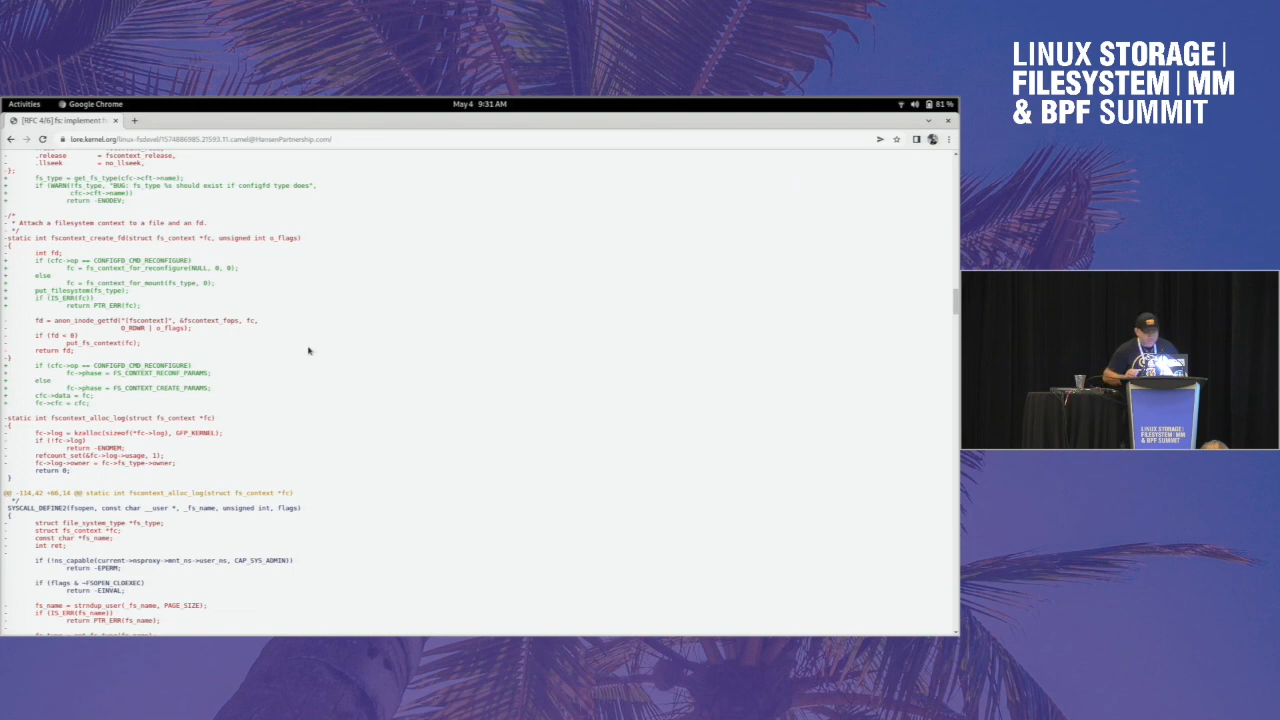 LINUX STORAGE |
FILESYSTEM | MM
& BPF SUMMIT
Activities
Google Chrome
May 4 9:31 AM
81 %
[RFC 4/6] fs: implement f
lore.kernel.org/linux-fsdevel/1574886985.21593.11.camel@HansenPartnership.com/
- .release = fscontext_release,
- .llseek = no_llseek,
-};
+ fs_type = get_fs_type(cfc->cft->name);
+ if (WARN(!fs_type, "BUG: fs_type %s should exist if configfd type does",
+ cfc->cft->name))
+ return -ENODEV;
-/*
- * Attach a filesystem context to a file and an fd.
- */
-static int fscontext_create_fd(struct fs_context *fc, unsigned int o_flags)
-{
- int fd;
+ if (cfc->op == CONFIGFD_CMD_RECONFIGURE)
+ fc = fs_context_for_reconfigure(NULL, 0, 0);
+ else
+ fc = fs_context_for_mount(fs_type, 0);
+ put_filesystem(fs_type);
+ if (IS_ERR(fc))
+ return PTR_ERR(fc);
- fd = anon_inode_getfd("[fscontext]", &fscontext_fops, fc,
- O_RDWR | o_flags);
- if (fd < 0)
- put_fs_context(fc);
- return fd;
-}
+ if (cfc->op == CONFIGFD_CMD_RECONFIGURE)
+ fc->phase = FS_CONTEXT_RECONF_PARAMS;
+ else
+ fc->phase = FS_CONTEXT_CREATE_PARAMS;
+ cfc->data = fc;
+ fc->cfc = cfc;
-static int fscontext_alloc_log(struct fs_context *fc)
-{
- fc->log = kzalloc(sizeof(*fc->log), GFP_KERNEL);
- if (!fc->log)
- return -ENOMEM;
- refcount_set(&fc->log->usage, 1);
- fc->log->owner = fc->fs_type->owner;
return 0;
}
@@ -114,42 +66,14 @@ static int fscontext_alloc_log(struct fs_context *fc)
*/
SYSCALL_DEFINE2(fsopen, const char __user *, _fs_name, unsigned int, flags)
{
- struct file_system_type *fs_type;
- struct fs_context *fc;
- const char *fs_name;
- int ret;
-
if (!ns_capable(current->nsproxy->mnt_ns->user_ns, CAP_SYS_ADMIN))
return -EPERM;
if (flags & ~FSOPEN_CLOEXEC)
return -EINVAL;
- fs_name = strndup_user(_fs_name, PAGE_SIZE);
- if (IS_ERR(fs_name))
- return PTR_ERR(fs_name);
-
LINUX STORAGE |
FILESYSTEM | MM
& BPF SUMMIT